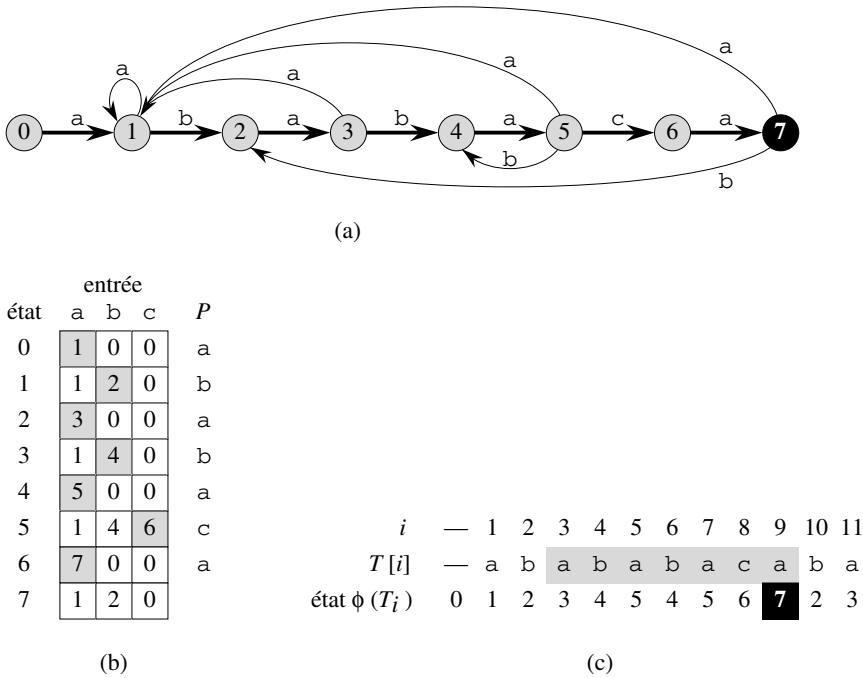 a
a
a
a
a
0 a 1 b 2 a 3 b 4 a 5 c 6 a 7
b
b
(a)
entrée
état a b c P
0 1 0 0 a
1 1 2 0 b
2 3 0 0 a
3 1 4 0 b
4 5 0 0 a
5 1 4 6 c
6 7 0 0 a
7 1 2 0
(b)
i — 1 2 3 4 5 6 7 8 9 10 11
T [i] — a b a b a b a c a b a
état ϕ (Ti ) 0 1 2 3 4 5 4 5 6 7 2 3
(c)